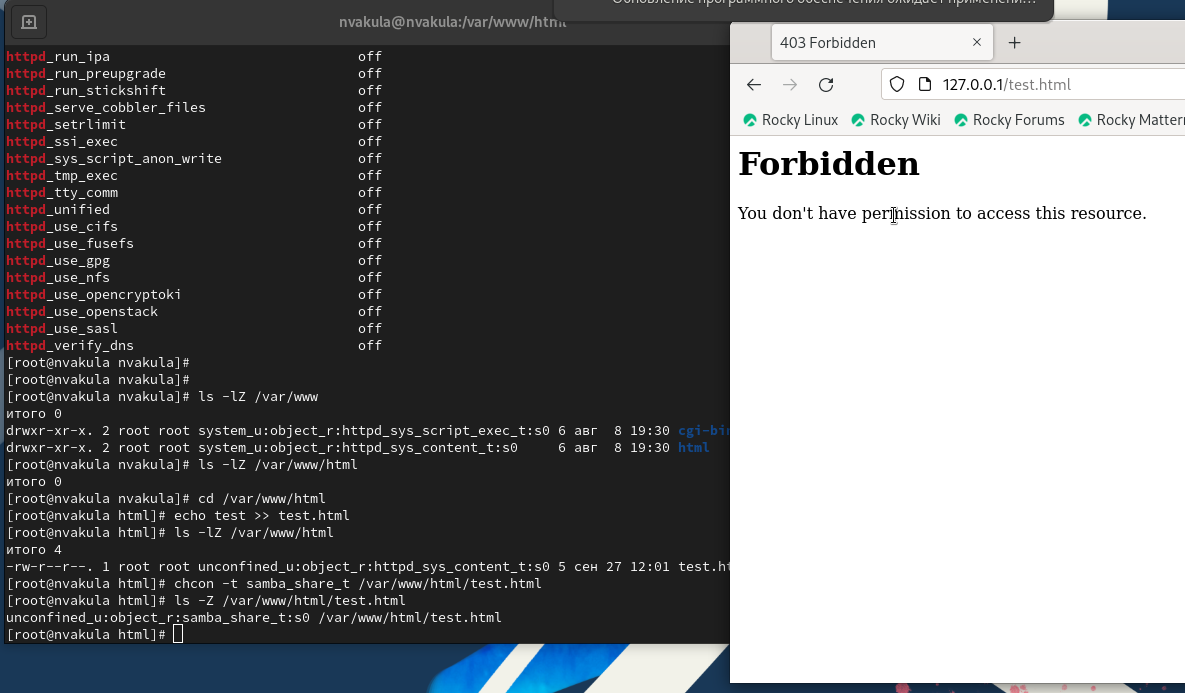 Обновление программного обеспечения ожидает применени…
nvakula@nvakula:/var/www/html
httpd_run_ipa off
httpd_run_preupgrade off
httpd_run_stickshift off
httpd_serve_cobbler_files off
httpd_setrlimit off
httpd_ssi_exec off
httpd_sys_script_anon_write off
httpd_tmp_exec off
httpd_tty_comm off
httpd_unified off
httpd_use_cifs off
httpd_use_fusefs off
httpd_use_gpg off
httpd_use_nfs off
httpd_use_opencryptoki off
httpd_use_openstack off
httpd_use_sasl off
httpd_verify_dns off
[root@nvakula nvakula]#
[root@nvakula nvakula]#
[root@nvakula nvakula]# ls -lZ /var/www
итого 0
drwxr-xr-x. 2 root root system_u:object_r:httpd_sys_script_exec_t:s0 6 авг  8 19:30 cgi-bin
drwxr-xr-x. 2 root root system_u:object_r:httpd_sys_content_t:s0     6 авг  8 19:30 html
[root@nvakula nvakula]# ls -lZ /var/www/html
итого 0
[root@nvakula nvakula]# cd /var/www/html
[root@nvakula html]# echo test >> test.html
[root@nvakula html]# ls -lZ /var/www/html
итого 4
-rw-r--r--. 1 root root unconfined_u:object_r:httpd_sys_content_t:s0 5 сен 27 12:01 test.ht
[root@nvakula html]# chcon -t samba_share_t /var/www/html/test.html
[root@nvakula html]# ls -Z /var/www/html/test.html
unconfined_u:object_r:samba_share_t:s0 /var/www/html/test.html
[root@nvakula html]#
403 Forbidden
127.0.0.1/test.html
Rocky Linux Rocky Wiki Rocky Forums Rocky Matterm
Forbidden
You don't have permission to access this resource.